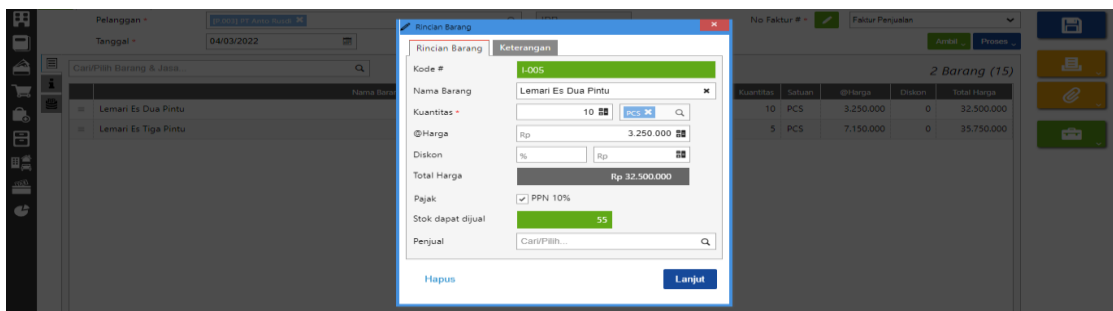 Pelanggan *
IDR
No Faktur # *
Faktur Penjualan
Tanggal *
04/03/2022
Ambil
Proses
Cari/Pilih Barang & Jasa...
2 Barang (15)
Nama Baran
Kuantitas
Satuan
@Harga
Diskon
Total Harga
Lemari Es Dua Pintu
10
PCS
3.250.000
0
32.500.000
Lemari Es Tiga Pintu
5
PCS
7.150.000
0
35.750.000
Rincian Barang
Rincian Barang
Keterangan
Kode #
I-005
Nama Barang
Lemari Es Dua Pintu
Kuantitas *
10
PCS
@Harga
Rp
3.250.000
Diskon
%
Rp
Total Harga
Rp 32.500.000
Pajak
PPN 10%
Stok dapat dijual
55
Penjual
Cari/Pilih...
Hapus
Lanjut